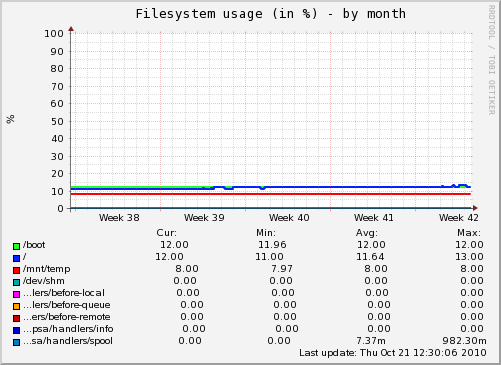 Filesystem usage (in %) - by month
RRDTOOL / TOBI OETIKER
%
100
90
80
70
60
50
40
30
20
10
0
Week 38 Week 39 Week 40 Week 41 Week 42
Cur: Min: Avg: Max:
/boot 12.00 11.96 12.00 12.00
/ 12.00 11.00 11.64 13.00
/mnt/temp 8.00 7.97 8.00 8.00
/dev/shm 0.00 0.00 0.00 0.00
...lers/before-local 0.00 0.00 0.00 0.00
...lers/before-queue 0.00 0.00 0.00 0.00
...ers/before-remote 0.00 0.00 0.00 0.00
...psa/handlers/info 0.00 0.00 0.00 0.00
...sa/handlers/spool 0.00 0.00 7.37m 982.30m
Last update: Thu Oct 21 12:30:06 2010